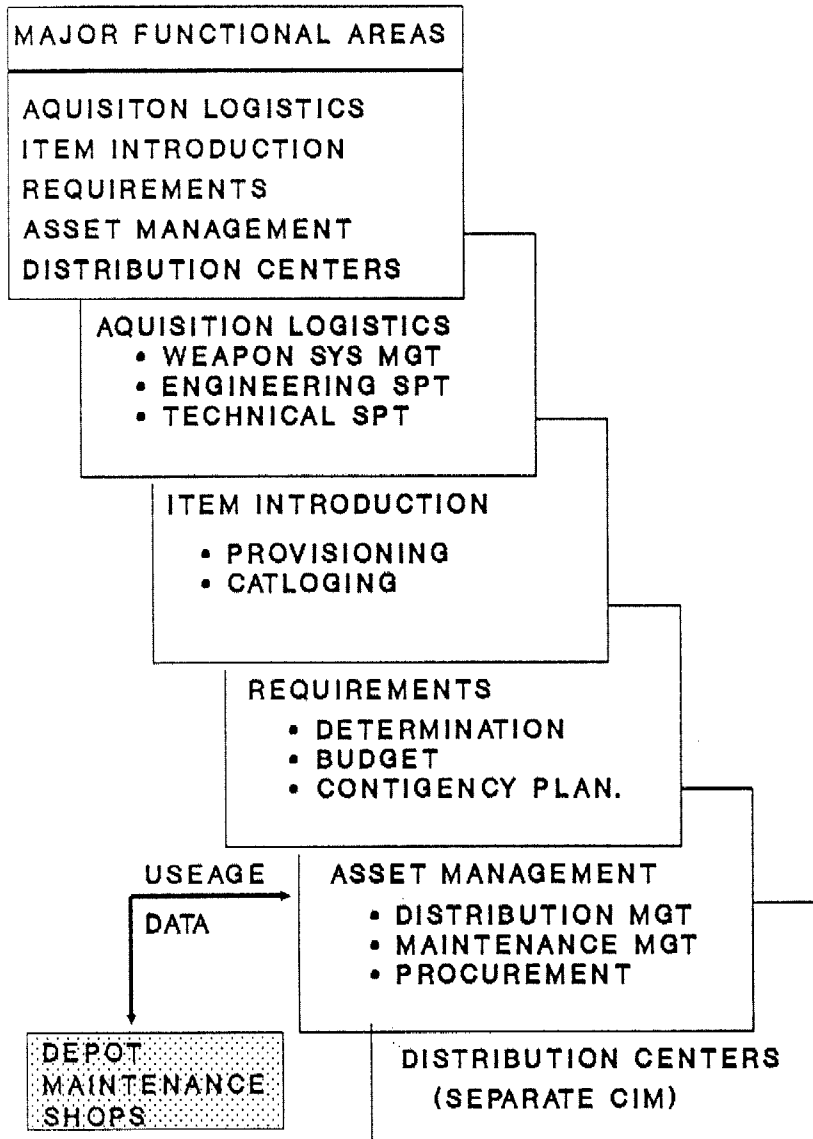 MAJOR FUNCTIONAL AREAS
AQUISITON LOGISTICS
ITEM INTRODUCTION
REQUIREMENTS
ASSET MANAGEMENT
DISTRIBUTION CENTERS
AQUISITION LOGISTICS
• WEAPON SYS MGT
• ENGINEERING SPT
• TECHNICAL SPT
ITEM INTRODUCTION
• PROVISIONING
• CATLOGING
REQUIREMENTS
• DETERMINATION
• BUDGET
• CONTIGENCY PLAN.
USEAGE
DATA
ASSET MANAGEMENT
• DISTRIBUTION MGT
• MAINTENANCE MGT
• PROCUREMENT
DEPOT
MAINTENANCE
SHOPS
DISTRIBUTION CENTERS
(SEPARATE CIM)